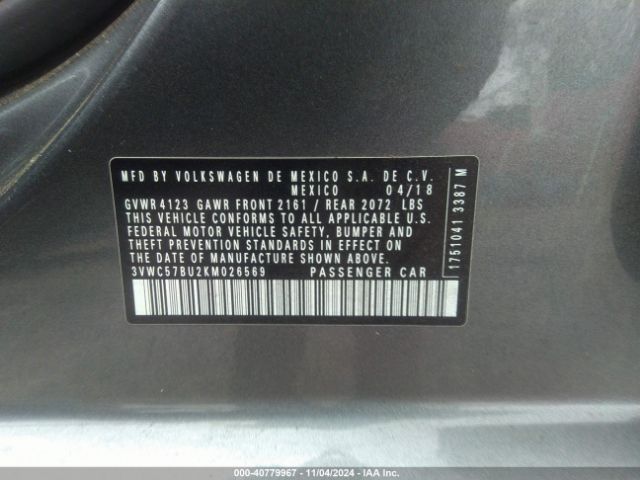 MFD BY VOLKSWAGEN DE MEXICO S.A. DE C.V.
MEXICO 04/18
GVWR 4123 GAWR FRONT 2161 / REAR 2072 LBS
THIS VEHICLE CONFORMS TO ALL APPLICABLE U.S.
FEDERAL MOTOR VEHICLE SAFETY, BUMPER AND
THEFT PREVENTION STANDARDS IN EFFECT ON THE
DATE OF MANUFACTURE SHOWN ABOVE.
3VWC57BU2KM026569 PASSENGER CAR
1751041 3387 M
000-40779967 - 11/04/2024 - IAA Inc.